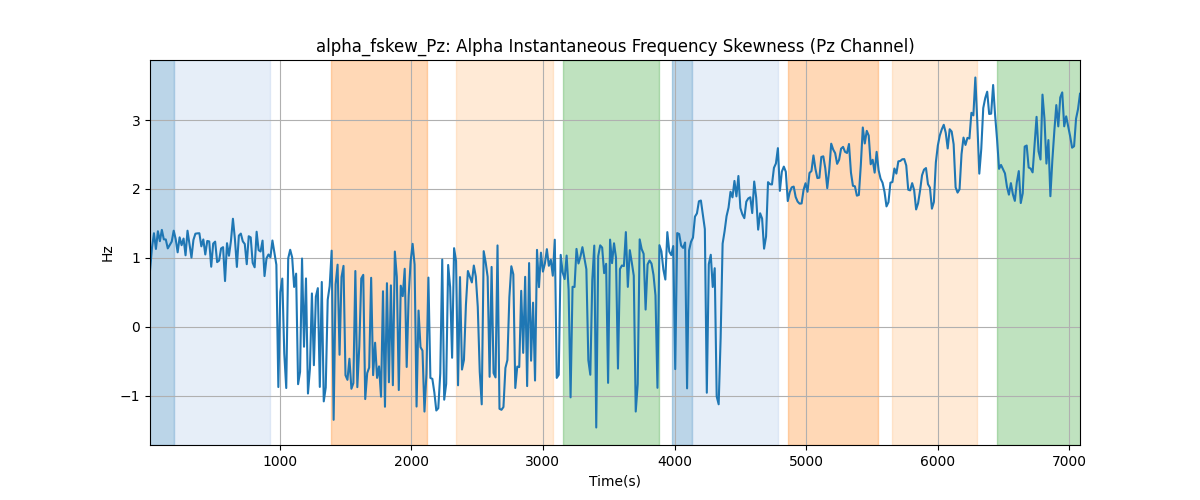 alpha_fskew_Pz: Alpha Instantaneous Frequency Skewness (Pz Channel)
Hz
3
2
1
0
−1
1000 2000 3000 4000 5000 6000 7000
Time(s)